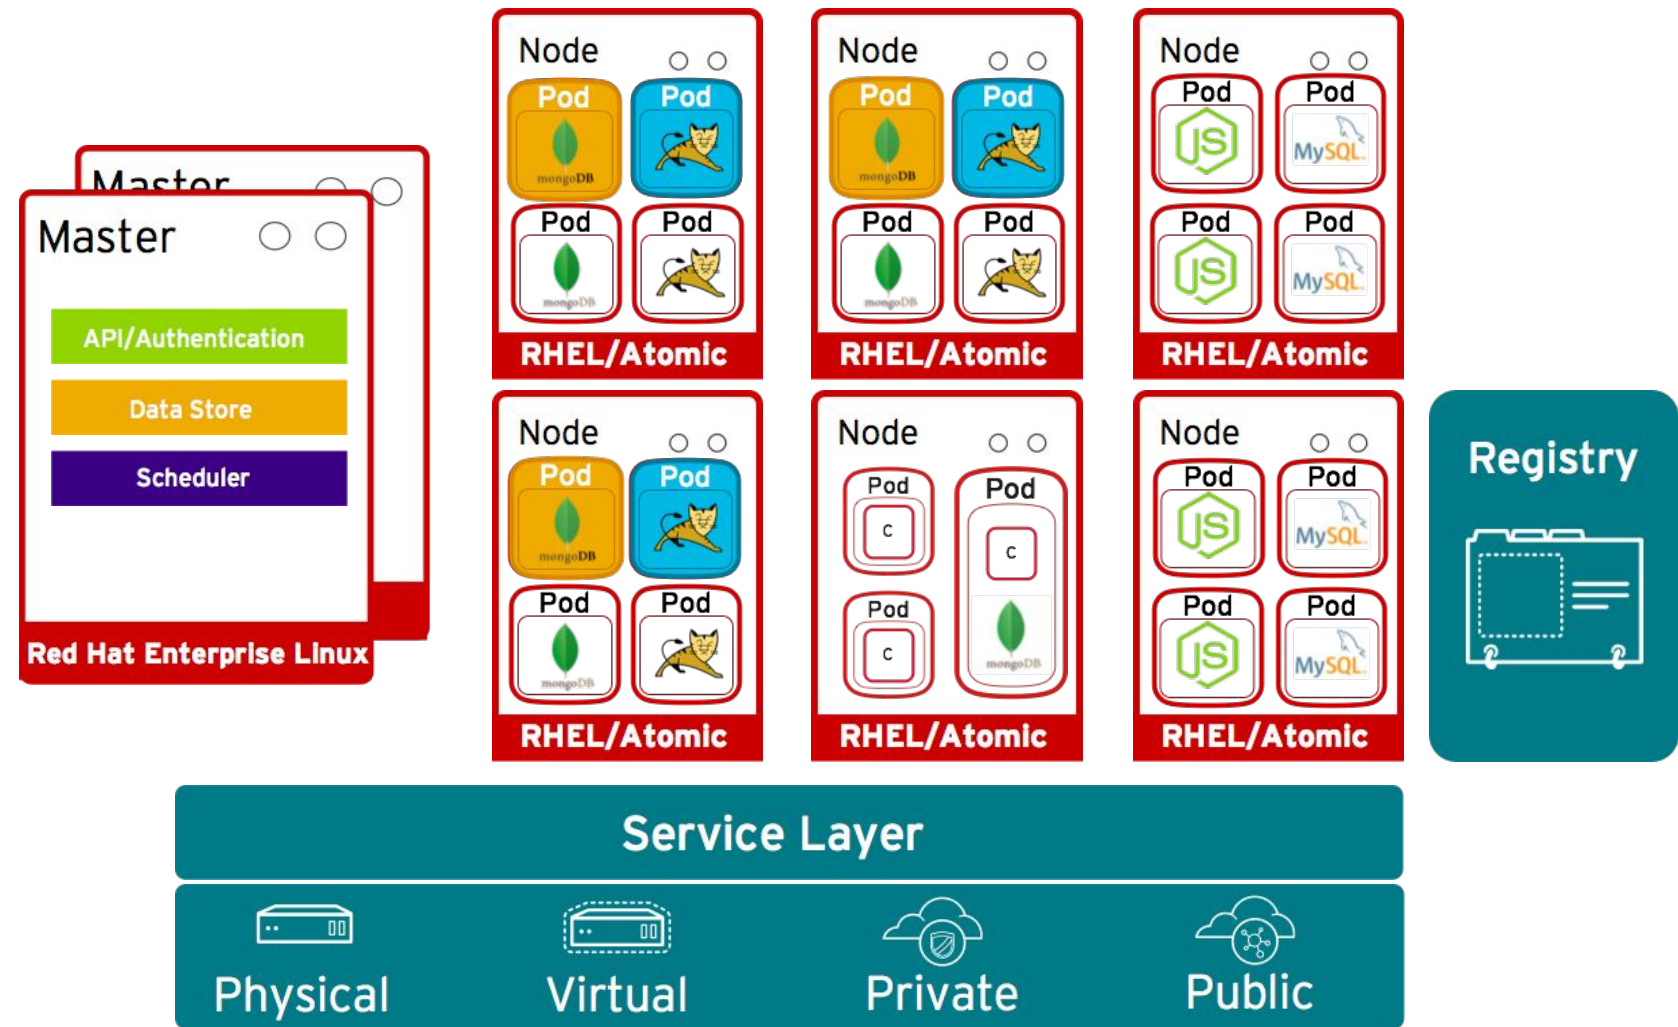 Master
Master
API/Authentication
Data Store
Scheduler
Red Hat Enterprise Linux
Node
Pod
mongoDB
Pod
Pod
mongoDB
Pod
RHEL/Atomic
Node
Pod
mongoDB
Pod
Pod
mongoDB
Pod
RHEL/Atomic
Node
Pod
JS
Pod
MySQL
Pod
JS
Pod
MySQL
RHEL/Atomic
Node
Pod
mongoDB
Pod
Pod
mongoDB
Pod
RHEL/Atomic
Node
Pod
C
Pod
C
Pod
C
mongoDB
RHEL/Atomic
Node
Pod
JS
Pod
MySQL
Pod
JS
Pod
MySQL
RHEL/Atomic
Registry
Service Layer
Physical
Virtual
Private
Public